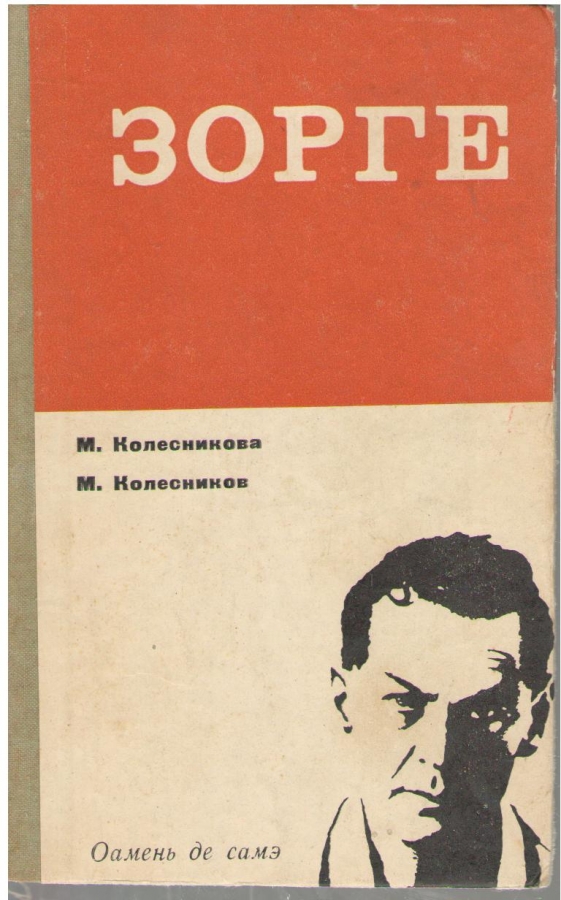 ЗОРГЕ
М. Колесникова
М. Колесников
Оамень де самэ